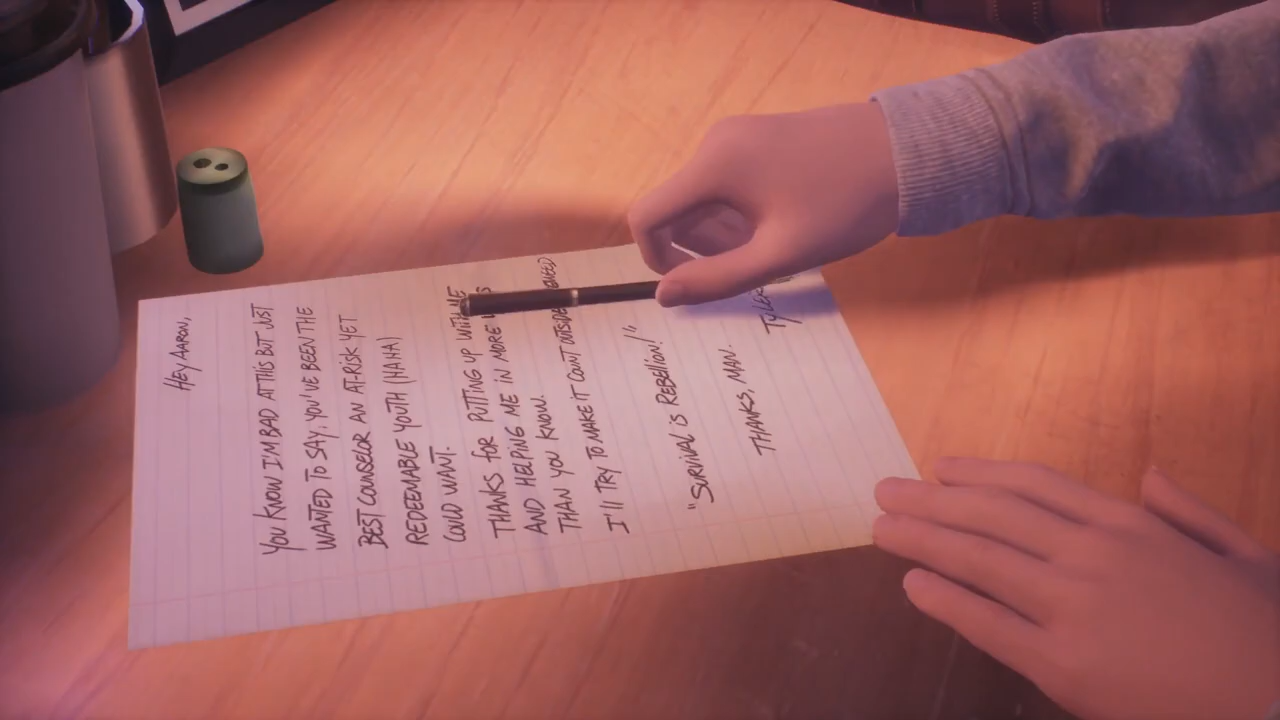 HEY AARON,
YOU KNOW I'M BAD AT THIS BUT JUST
WANTED TO SAY, YOU'VE BEEN THE
BEST COUNSELOR AN AT-RISK YET
REDEEMABLE YOUTH (HAHA)
COULD WANT.
THANKS FOR PUTTING UP WITH ME
AND HELPING ME IN MORE
THAN YOU KNOW.
I'LL TRY TO MAKE IT COUNT OUTSIDE
"SURVIVAL IS REBELLION!"
THANKS, MAN.
TYLER